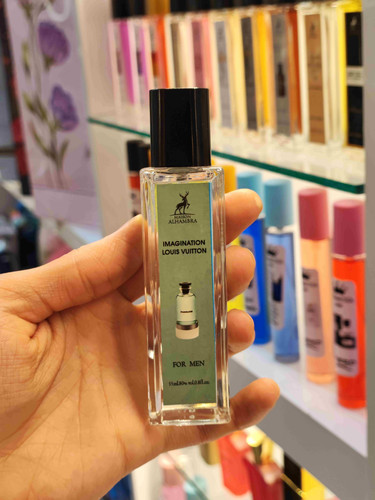 MAISON
ALHAMBRA
IMAGINATION
LOUIS VUITTON
FOR MEN